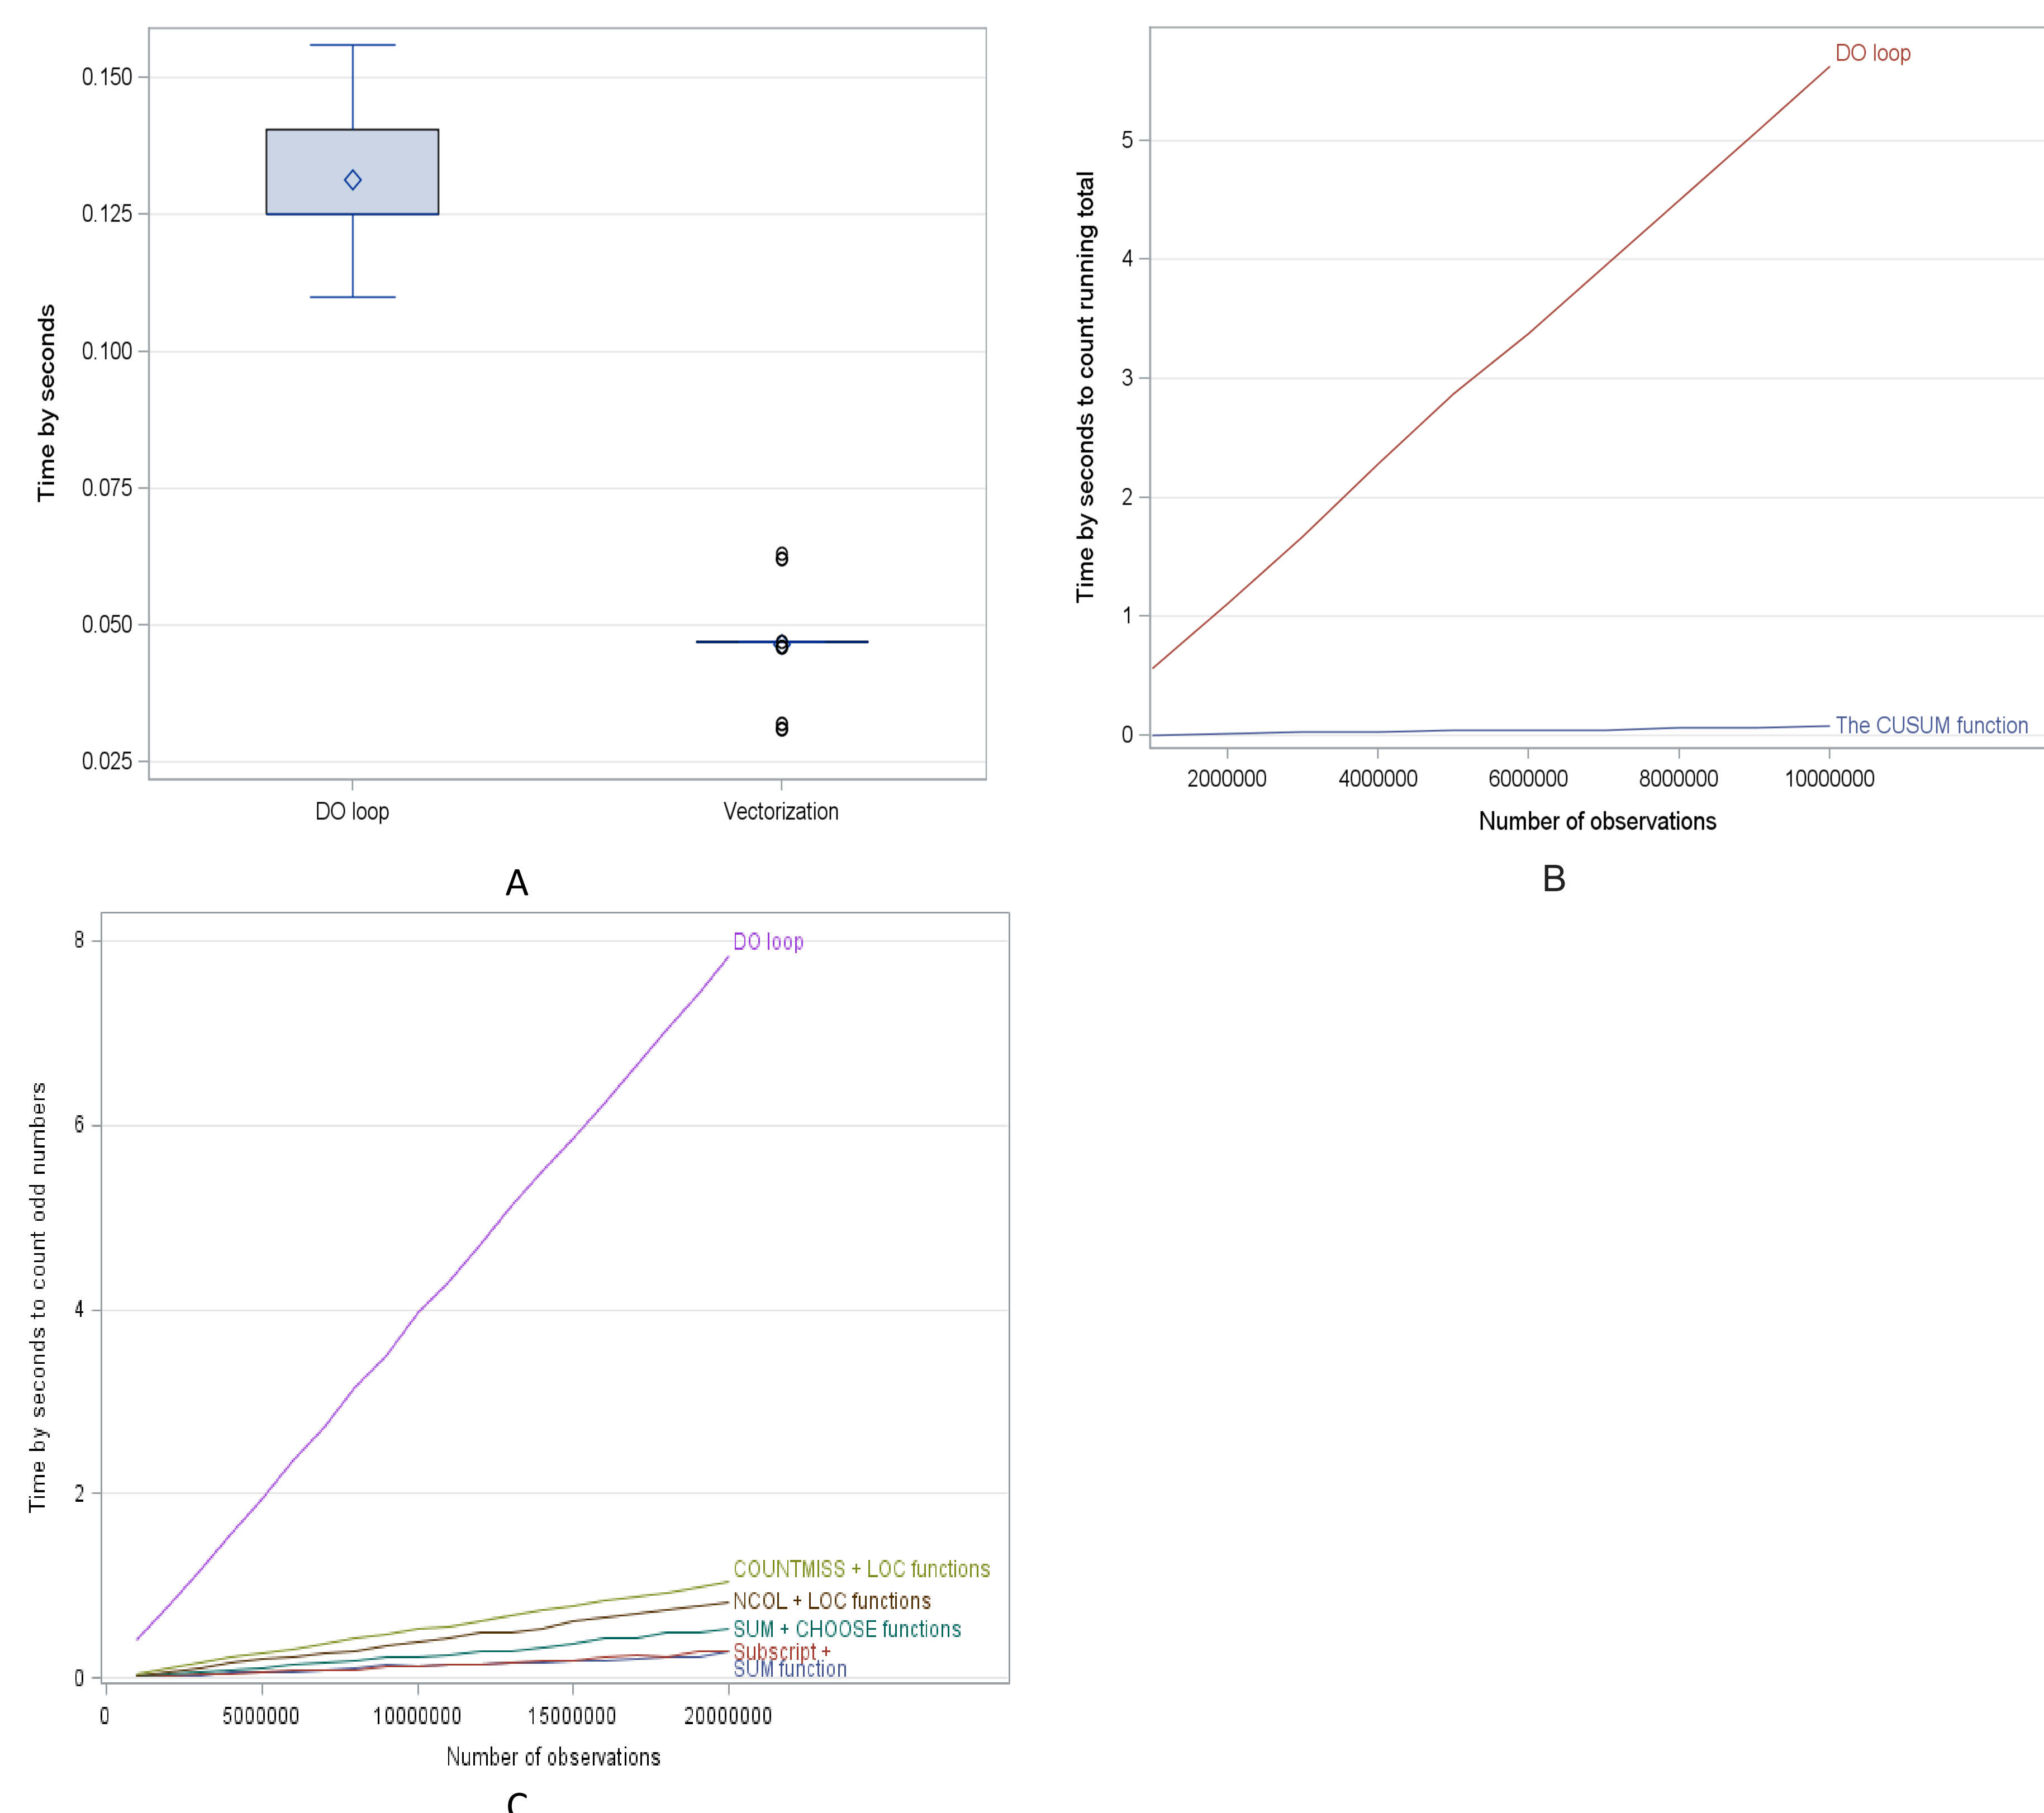 0.150
0.125
0.100
0.075
0.050
0.025
Time by seconds
DO loop
Vectorization
A
DO loop
5
4
3
2
1
0
Time by seconds to count running total
The CUSUM function
2000000
4000000
6000000
8000000
10000000
Number of observations
B
DO loop
8
6
4
2
0
Time by seconds to count odd numbers
COUNTMISS + LOC functions
NCOL + LOC functions
SUM + CHOOSE functions
Subscript +
SUM function
0
5000000
10000000
15000000
20000000
Number of observations
C